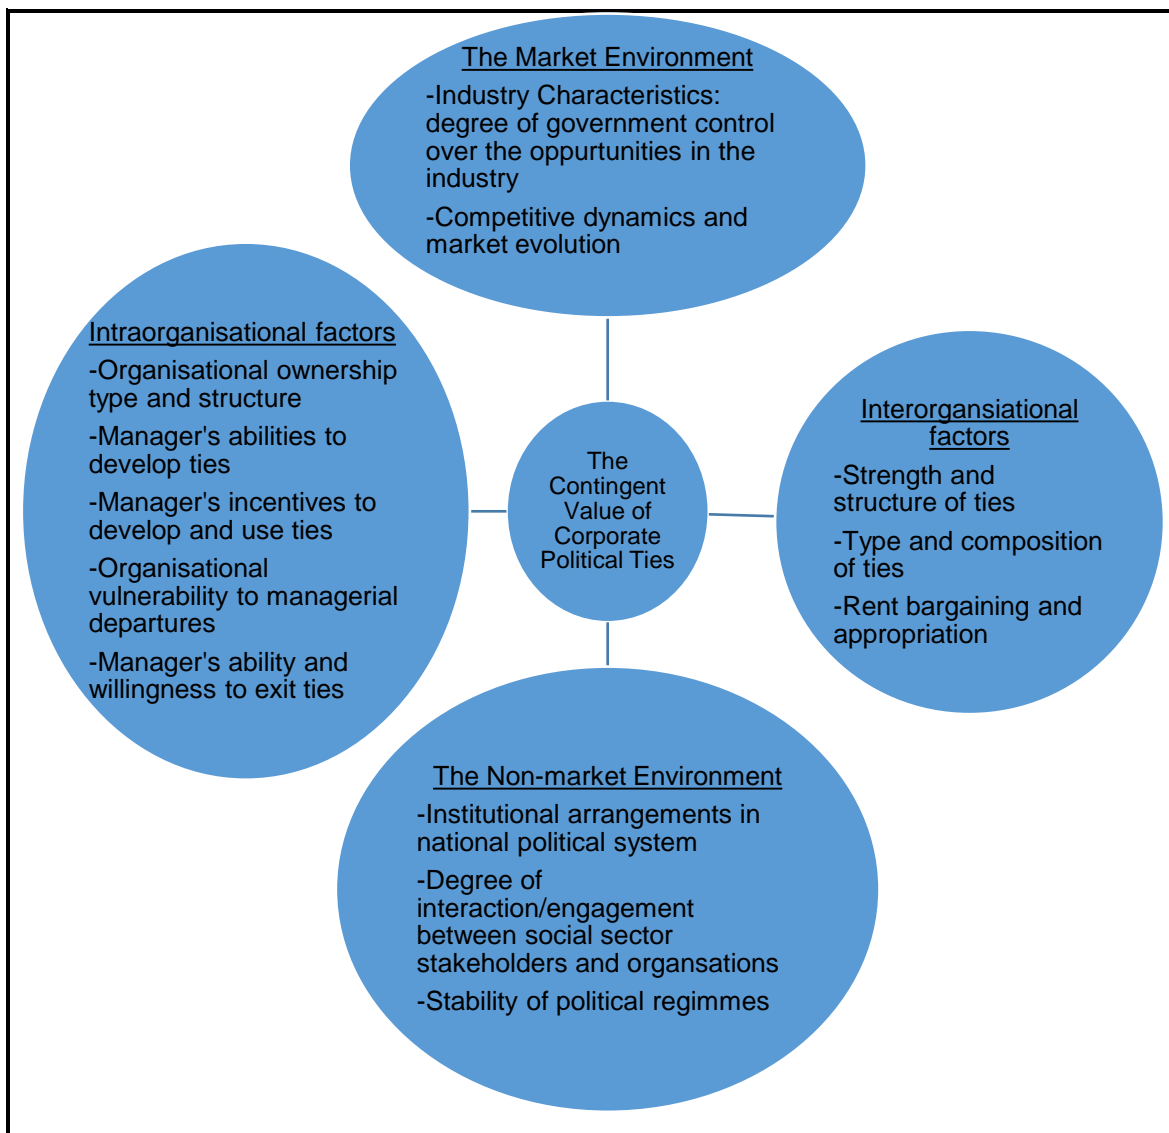 The Market Environment
-Industry Characteristics:
degree of government control
over the oppurtunities in the
industry
-Competitive dynamics and
market evolution
Intraorganisational factors
-Organisational ownership
type and structure
-Manager's abilities to
develop ties
-Manager's incentives to
develop and use ties
-Organisational
vulnerability to managerial
departures
-Manager's ability and
willingness to exit ties
The
Contingent
Value of
Corporate
Political Ties
Interorgansiational
factors
-Strength and
structure of ties
-Type and composition
of ties
-Rent bargaining and
appropriation
The Non-market Environment
-Institutional arrangements in
national political system
-Degree of
interaction/engagement
between social sector
stakeholders and organsations
-Stability of political regimmes